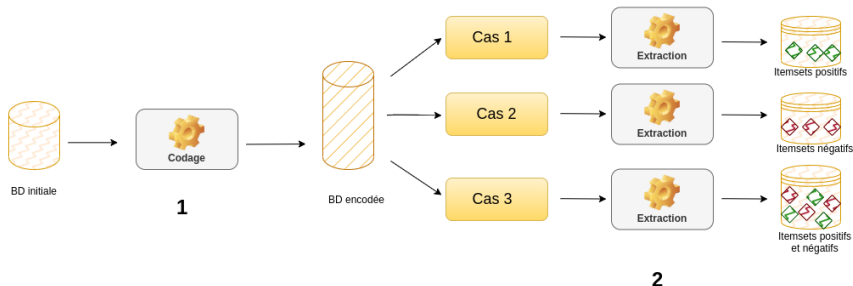 BD initiale
Codage
1
BD encodée
Cas 1
Extraction
Itemsets positifs
Cas 2
Extraction
Itemsets négatifs
Cas 3
Extraction
Itemsets positifs
et négatifs
2